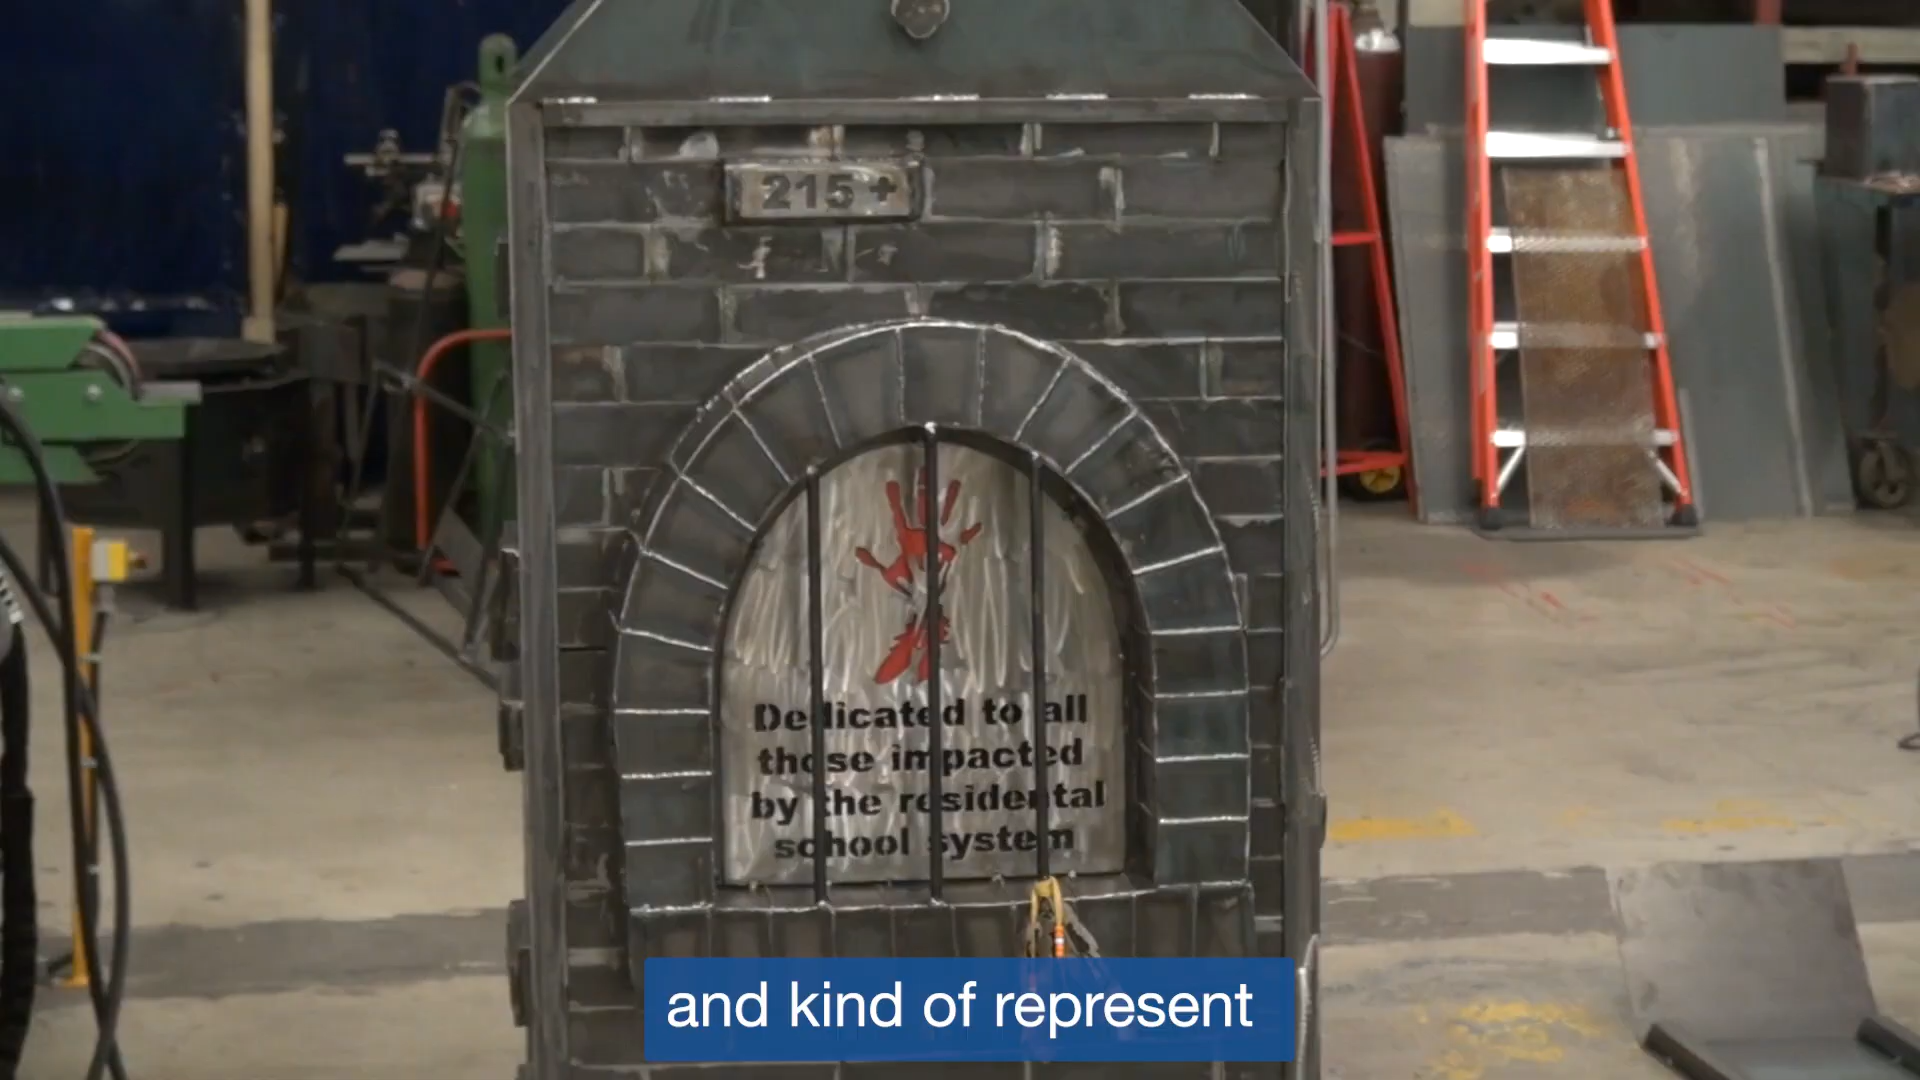 215+
Dedicated to all
those impacted
by the residental
school system
and kind of represent